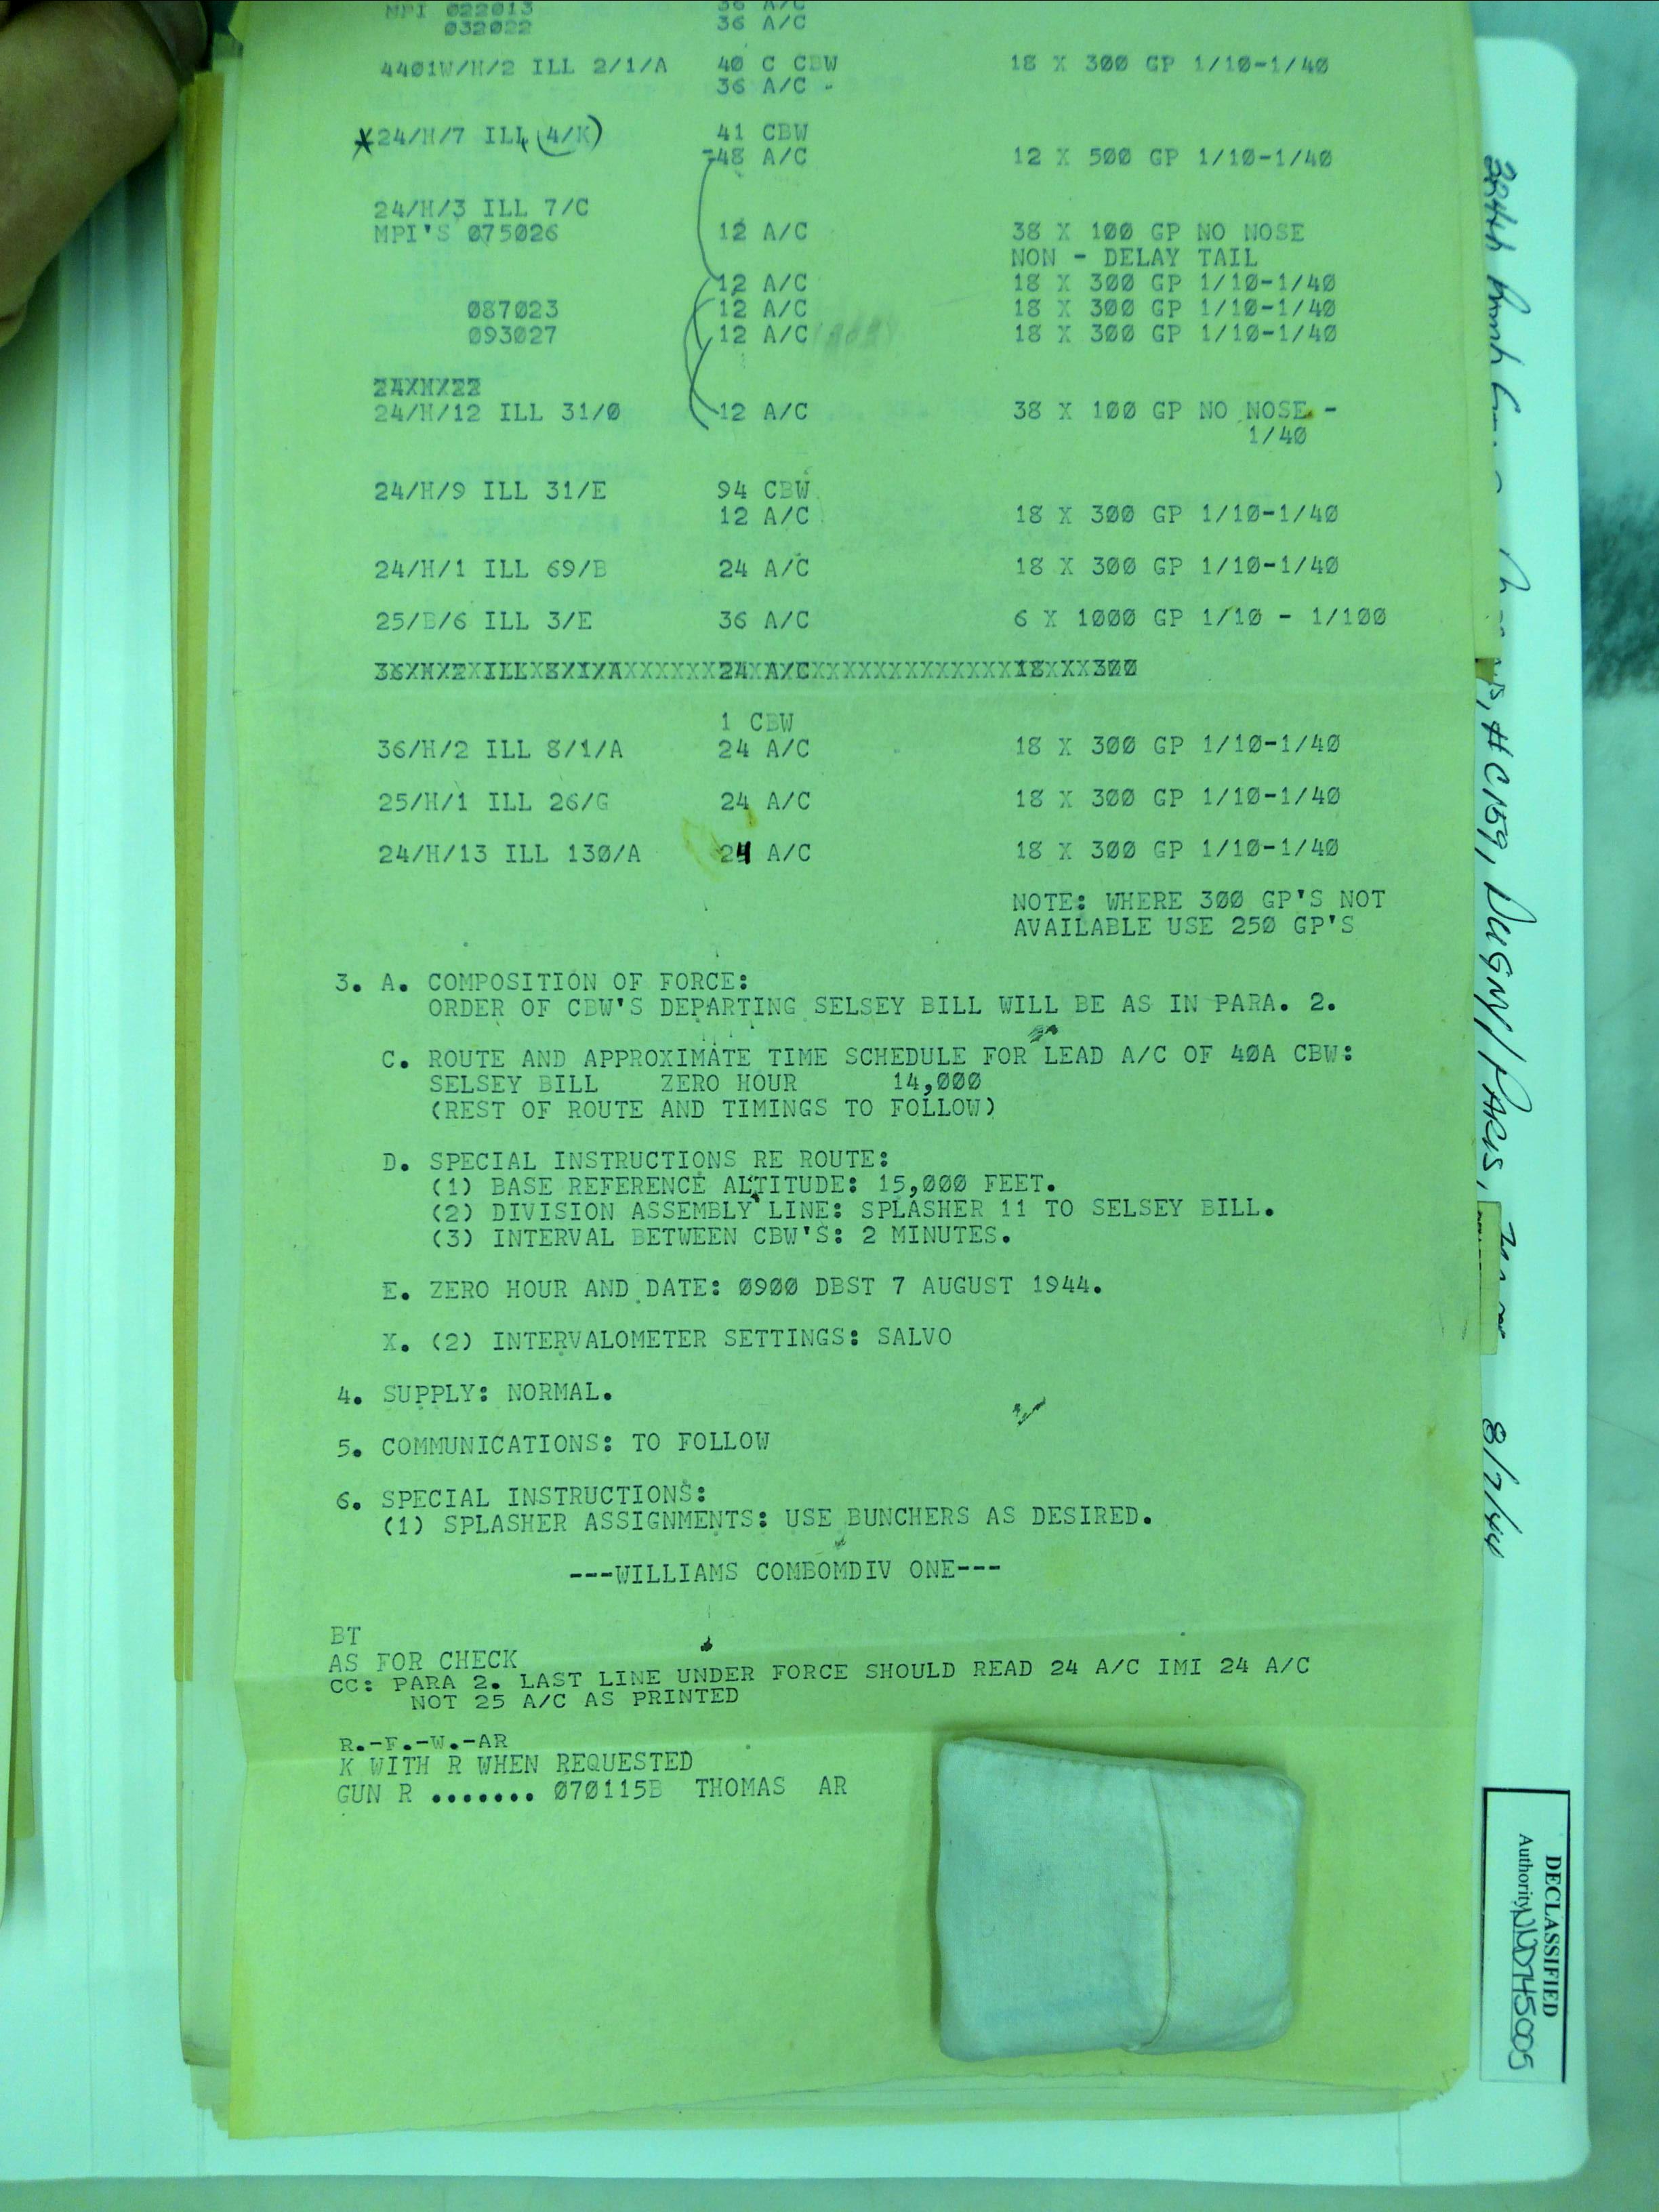 MPI 022013 36 A/C
032022 36 A/C
4401W/H/2 ILL 2/1/A 40 C CBW 18 X 300 GP 1/10-1/40
36 A/C -
*24/H/7 ILL (4/K) 41 CBW
-48 A/C 12 X 500 GP 1/10-1/40
24/H/3 ILL 7/C
MPI'S 075026 12 A/C 38 X 100 GP NO NOSE
NON - DELAY TAIL
12 A/C 18 X 300 GP 1/10-1/40
087023 12 A/C 18 X 300 GP 1/10-1/40
093027 12 A/C 18 X 300 GP 1/10-1/40
24XHX22
24/H/12 ILL 31/0 12 A/C 38 X 100 GP NO NOSE -
1/40
24/H/9 ILL 31/E 94 CBW
12 A/C 18 X 300 GP 1/10-1/40
24/H/1 ILL 69/B 24 A/C 18 X 300 GP 1/10-1/40
25/B/6 ILL 3/E 36 A/C 6 X 1000 GP 1/10 - 1/100
36XHX2XILLX8X1XAXXXXXXX24XA/CXXXXXXXXXXXXXXXXXX18XXX300
1 CBW
36/H/2 ILL 8/1/A 24 A/C 18 X 300 GP 1/10-1/40
25/H/1 ILL 26/G 24 A/C 18 X 300 GP 1/10-1/40
24/H/13 ILL 130/A 24 A/C 18 X 300 GP 1/10-1/40
NOTE: WHERE 300 GP'S NOT
AVAILABLE USE 250 GP'S
3. A. COMPOSITION OF FORCE:
ORDER OF CBW'S DEPARTING SELSEY BILL WILL BE AS IN PARA. 2.
C. ROUTE AND APPROXIMATE TIME SCHEDULE FOR LEAD A/C OF 40A CBW:
SELSEY BILL ZERO HOUR 14,000
(REST OF ROUTE AND TIMINGS TO FOLLOW)
D. SPECIAL INSTRUCTIONS RE ROUTE:
(1) BASE REFERENCE ALTITUDE: 15,000 FEET.
(2) DIVISION ASSEMBLY LINE: SPLASHER 11 TO SELSEY BILL.
(3) INTERVAL BETWEEN CBW'S: 2 MINUTES.
E. ZERO HOUR AND DATE: 0900 DBST 7 AUGUST 1944.
X. (2) INTERVALOMETER SETTINGS: SALVO
4. SUPPLY: NORMAL.
5. COMMUNICATIONS: TO FOLLOW
6. SPECIAL INSTRUCTIONS:
(1) SPLASHER ASSIGNMENTS: USE BUNCHERS AS DESIRED.
---WILLIAMS COMBOMDIV ONE---
BT
AS FOR CHECK
CC: PARA 2. LAST LINE UNDER FORCE SHOULD READ 24 A/C IMI 24 A/C
NOT 25 A/C AS PRINTED
R.-F.-W.-AR
K WITH R WHEN REQUESTED
GUN R ....... 070115B THOMAS AR
Bomb #C159, DUGNY/PARIS, 8/7/44
DECLASSIFIED
Authority NND745005